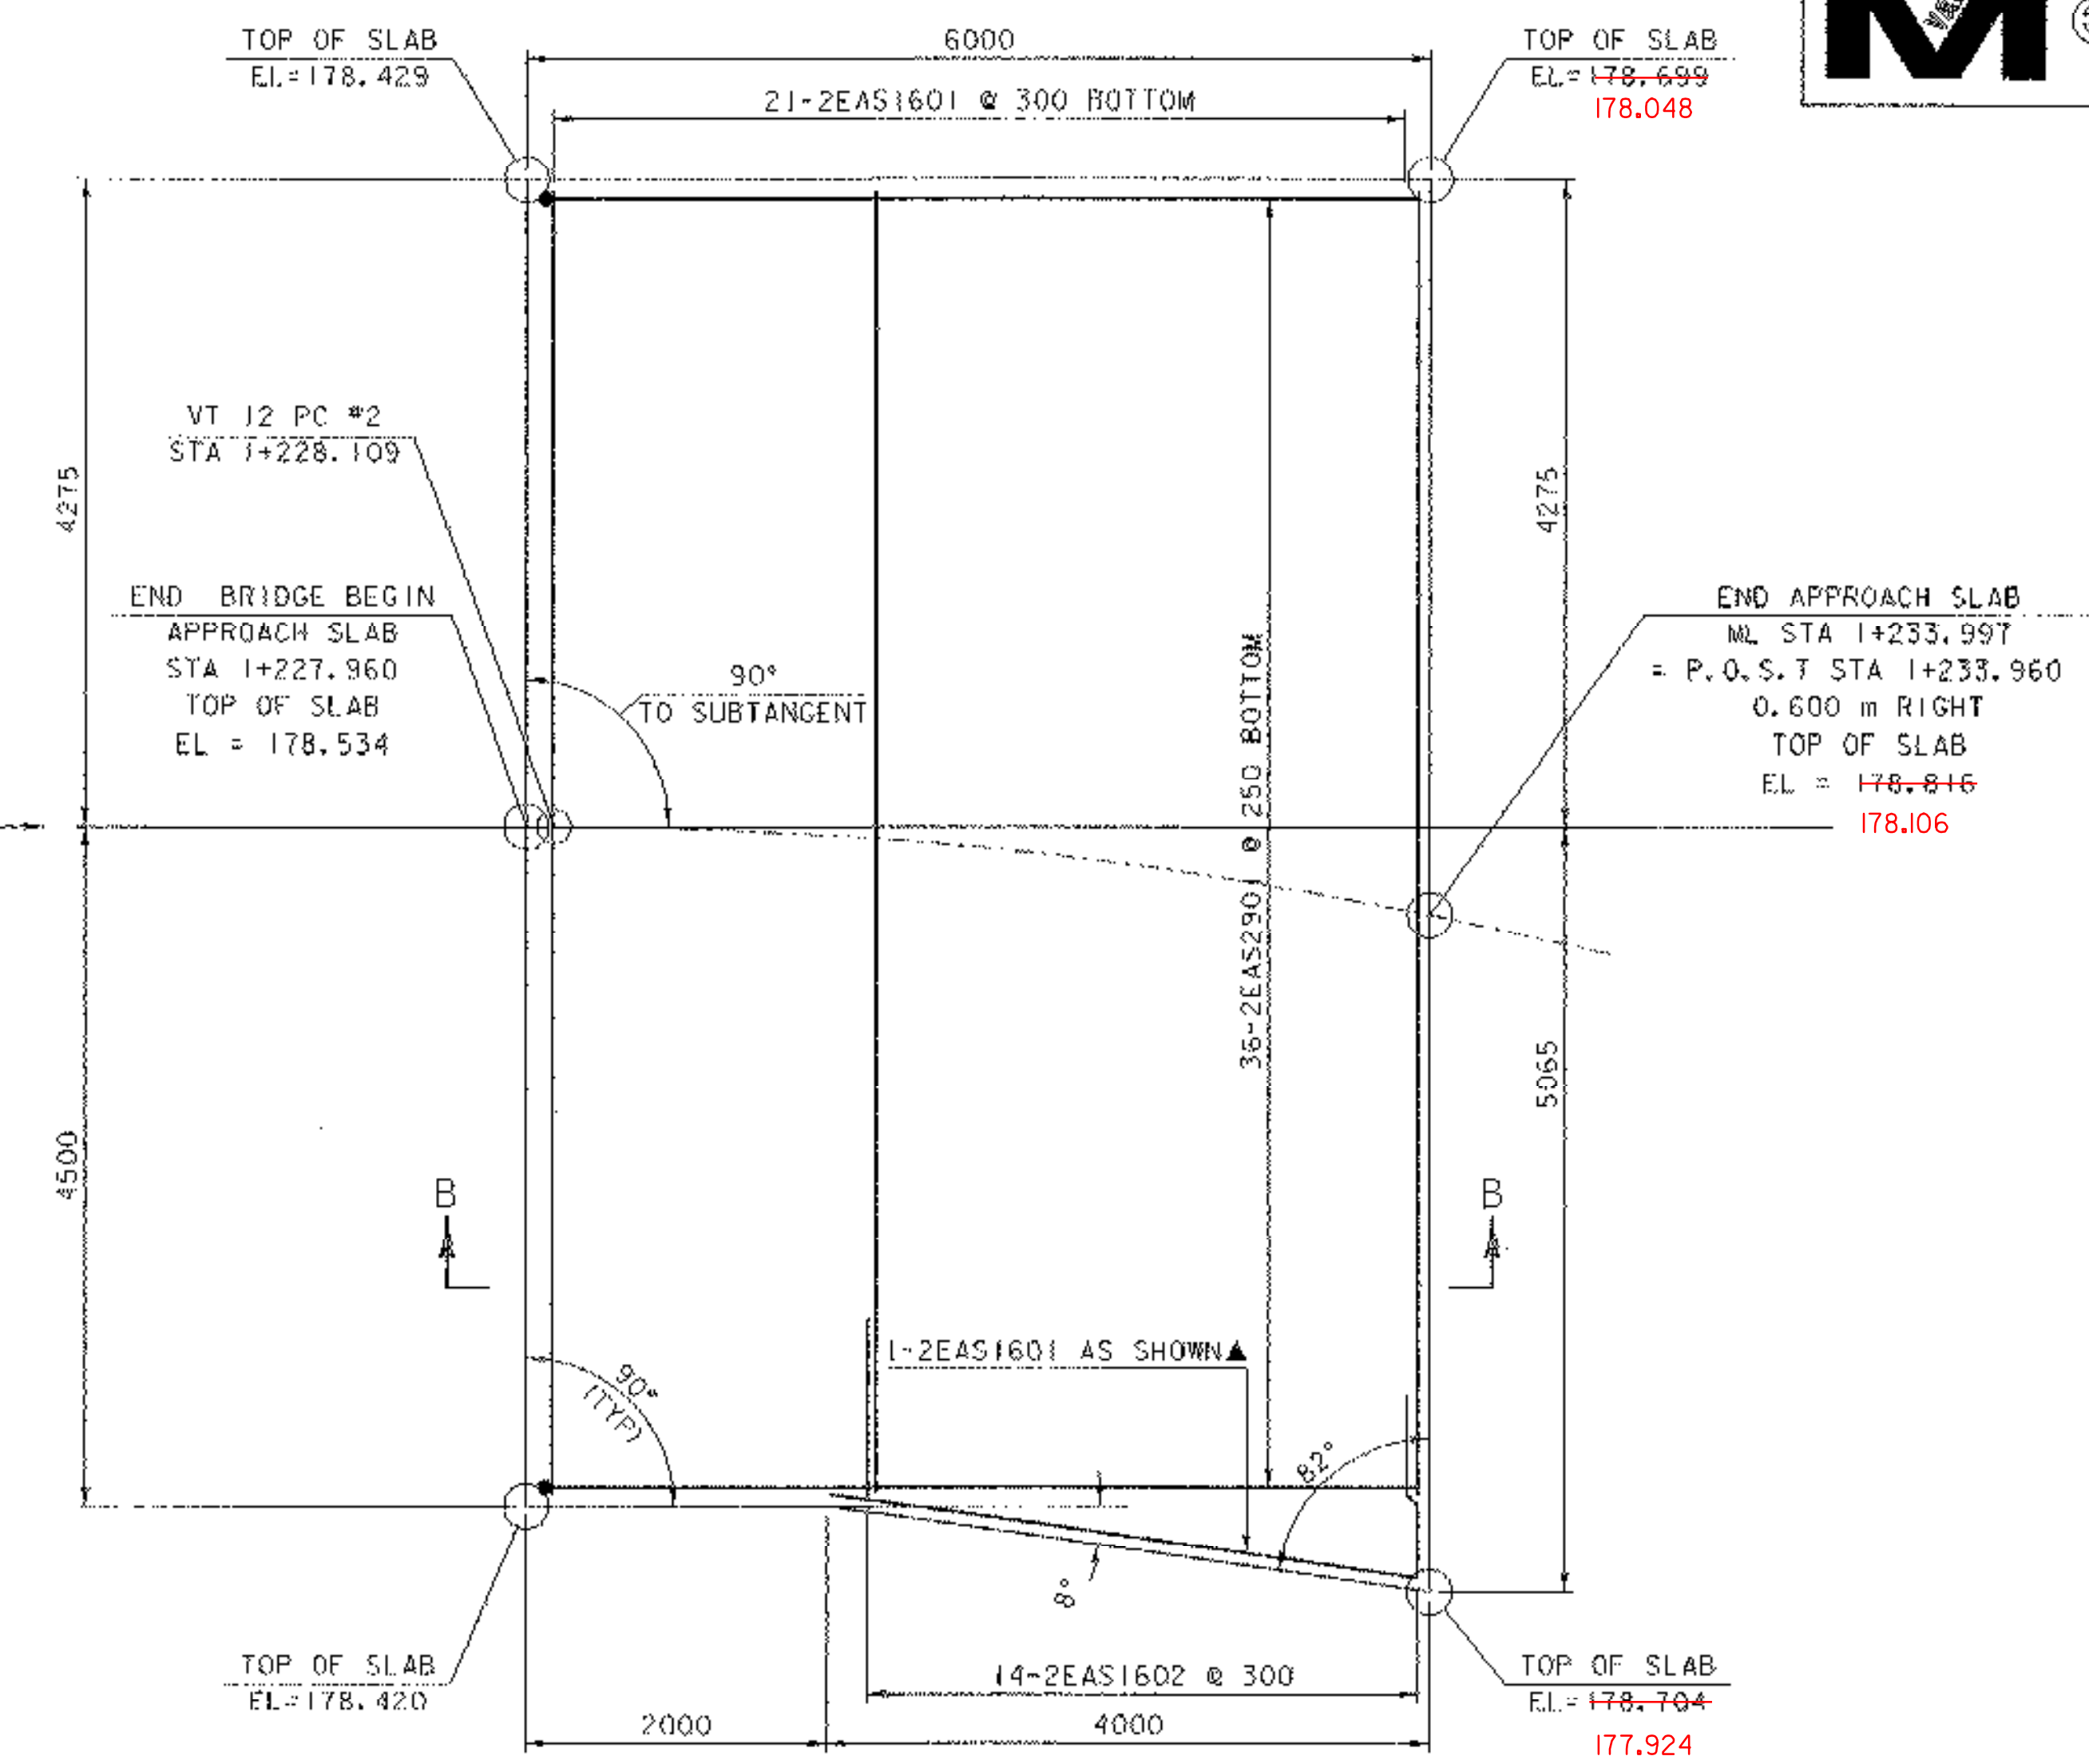 TOP OF SLAB
EL=178.429
6000
21-2EAS1601 @ 300 BOTTOM
TOP OF SLAB
EL=178.699
178.048
M
VT 12 PC #2
STA 1+228.109
4275
4275
END BRIDGE BEGIN
APPROACH SLAB
STA 1+227.960
TOP OF SLAB
EL = 178.534
90°
TO SUBTANGENT
36-2EAS2901 @ 250 BOTTOM
END APPROACH SLAB
ML STA 1+233.997
= P.O.S.T STA 1+233.960
0.600 m RIGHT
TOP OF SLAB
EL = 178.816
178.106
4500
5065
B
B
1-2EAS1601 AS SHOWN▲
90°
(TYP)
82°
8°
TOP OF SLAB
EL=178.420
14-2EAS1602 @ 300
2000
4000
TOP OF SLAB
EL=178.704
177.924